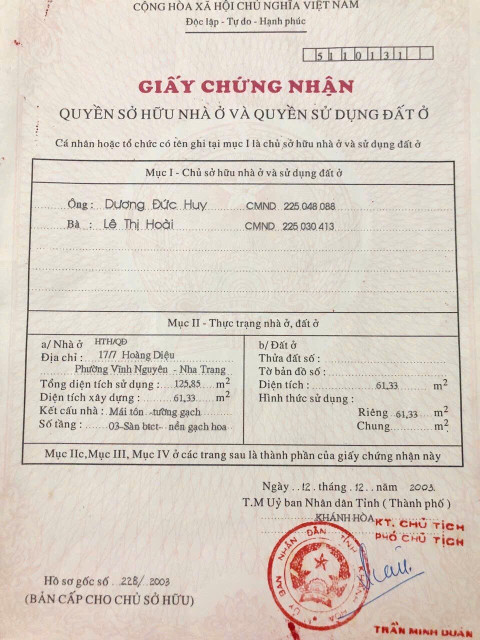 CỘNG HÒA XÃ HỘI CHỦ NGHĨA VIỆT NAM
Độc lập - Tự do - Hạnh phúc
5110131
GIẤY CHỨNG NHẬN
QUYỀN SỞ HỮU NHÀ Ở VÀ QUYỀN SỬ DỤNG ĐẤT Ở
Cá nhân hoặc tổ chức có tên ghi tại mục I là chủ sở hữu nhà ở và sử dụng đất ở
Mục I - Chủ sở hữu nhà ở và sử dụng đất ở
Ông : Dương Đức Huy CMND 225 048 088
Bà : Lê Thị Hoài CMND 225 030 413
Mục II - Thực trạng nhà ở, đất ở
a/ Nhà ở HTH/QĐ
Địa chỉ : 17/7 Hoàng Diệu
Phường Vĩnh Nguyên - Nha Trang
Tổng diện tích sử dụng : 125,85 m2
Diện tích xây dựng : 61,33 m2
Kết cấu nhà : Mái tôn -tường gạch
Số tầng : 03-Sàn btct- nền gạch hoa
b/ Đất ở
Thửa đất số :
Tờ bản đồ số :
Diện tích : 61,33 m2
Hình thức sử dụng :
Riêng 61,33 m2
Chung m2
Mục IIc, Mục III, Mục IV ở các trang sau là thành phần của giấy chứng nhận này
Ngày 12 tháng 12 năm 2003
T.M Uỷ ban Nhân dân Tỉnh ( Thành phố )
KHÁNH HÒA
KT. CHỦ TỊCH
PHÓ CHỦ TỊCH
ỦY BAN NHÂN DÂN TỈNH KHÁNH HÒA
Hồ sơ gốc số 228/ 2003
(BẢN CẤP CHO CHỦ SỞ HỮU)
TRẦN MINH DUÂN